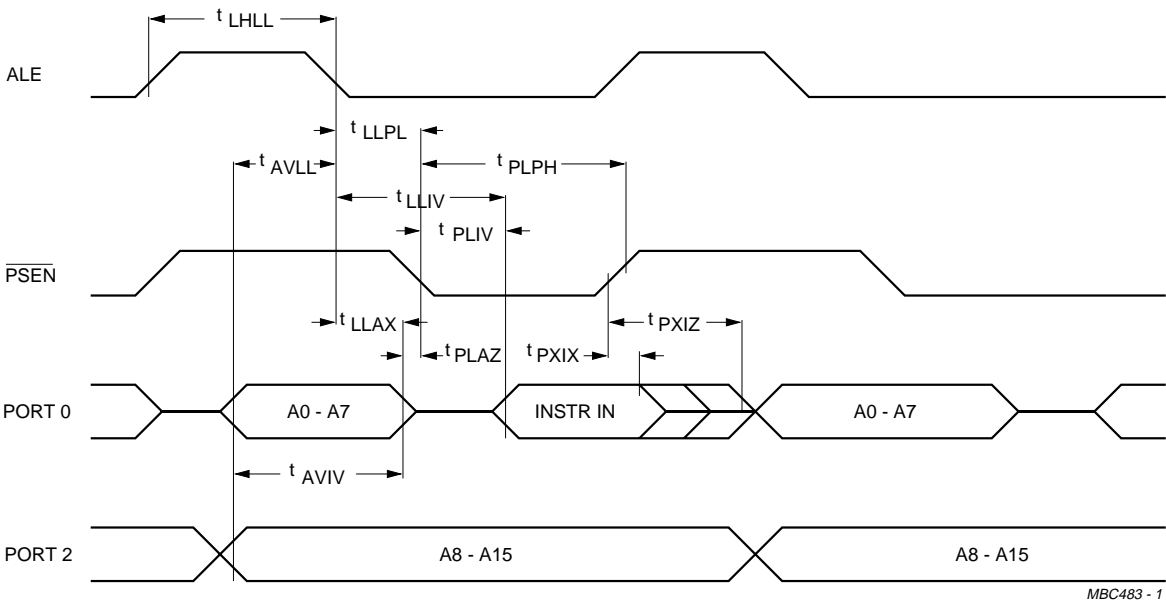 t LHLL
ALE
t LLPL
t AVLL
t PLPH
t LLIV
t PLIV
PSEN
t LLAX
t PXIZ
t PLAZ
t PXIX
PORT 0
A0 - A7
INSTR IN
A0 - A7
t AVIV
PORT 2
A8 - A15
A8 - A15
MBC483 - 1